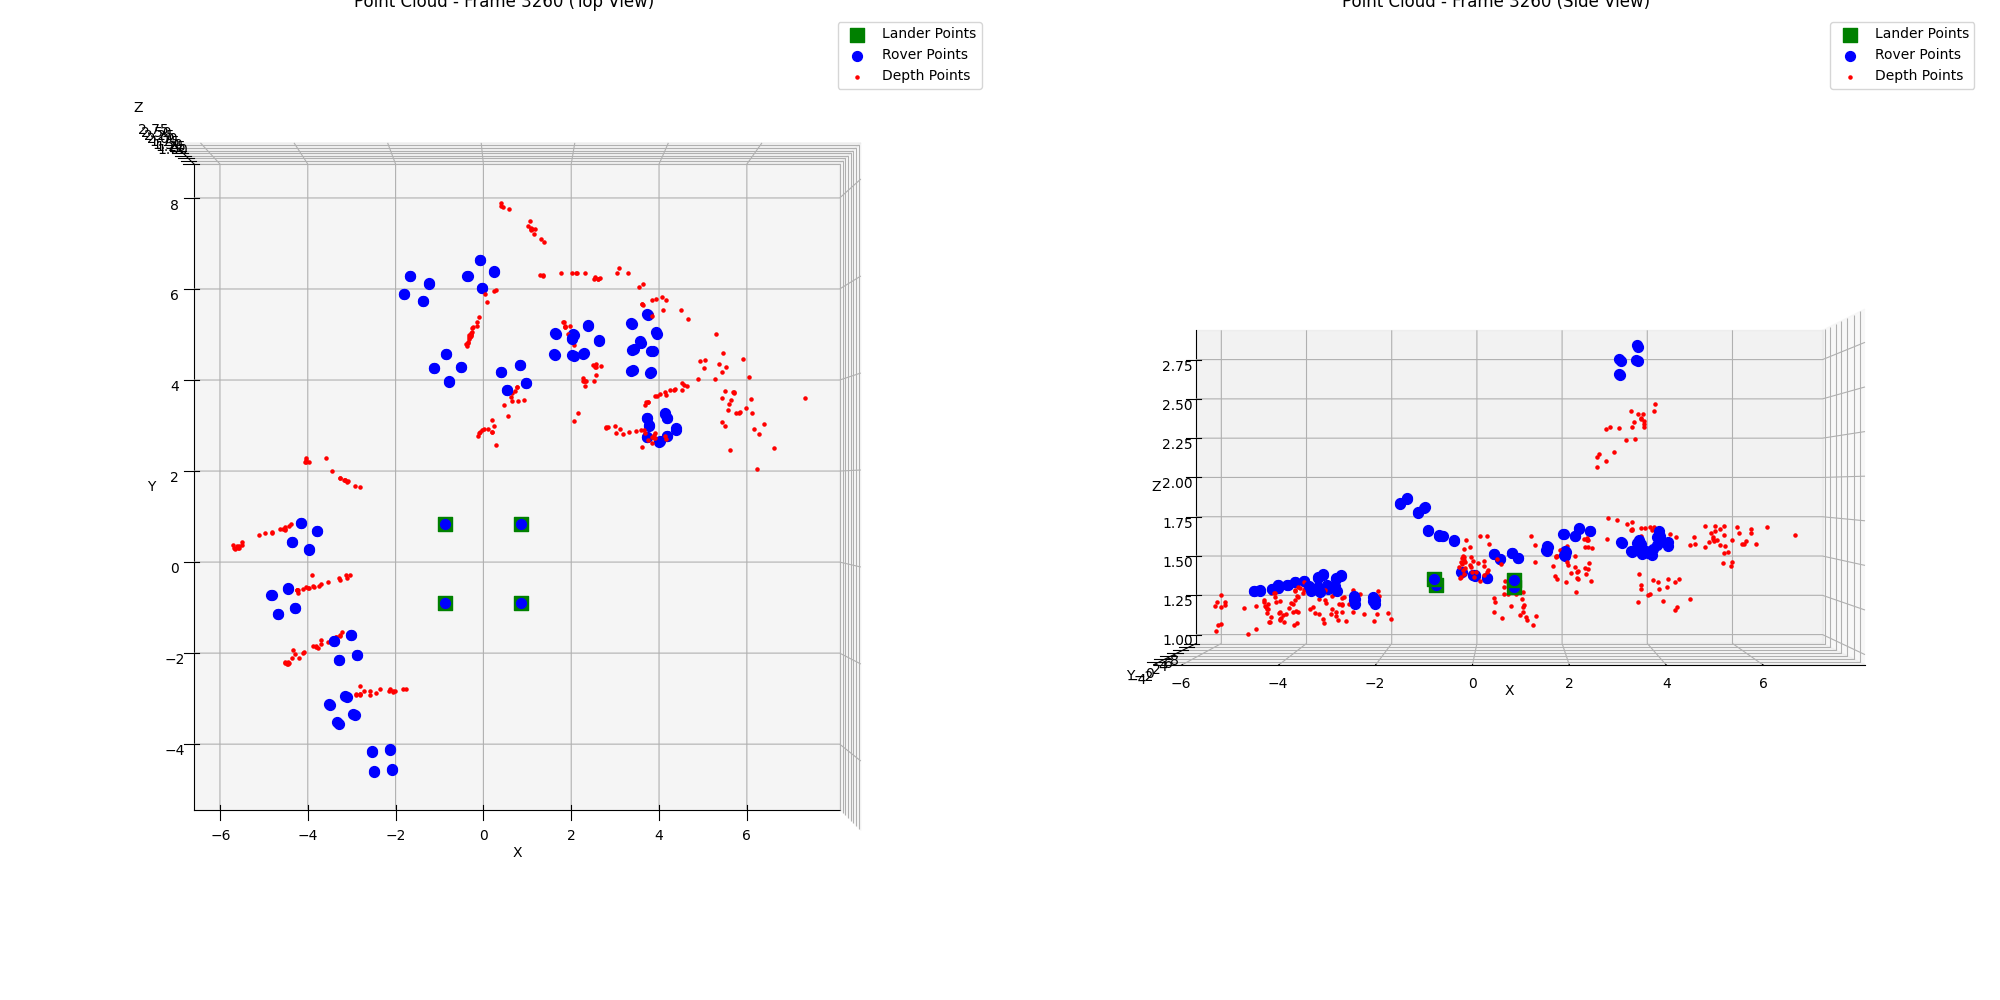 Point Cloud - Frame 3260 (Top View)
Lander Points
Rover Points
Depth Points
Z
8
6
4
2
0
−2
−4
Y
−6
−4
−2
0
2
4
6
X
Point Cloud - Frame 3260 (Side View)
Lander Points
Rover Points
Depth Points
2.75
2.50
2.25
2.00
1.75
1.50
1.25
1.00
Z
Y
−6
−4
−2
0
2
4
6
X